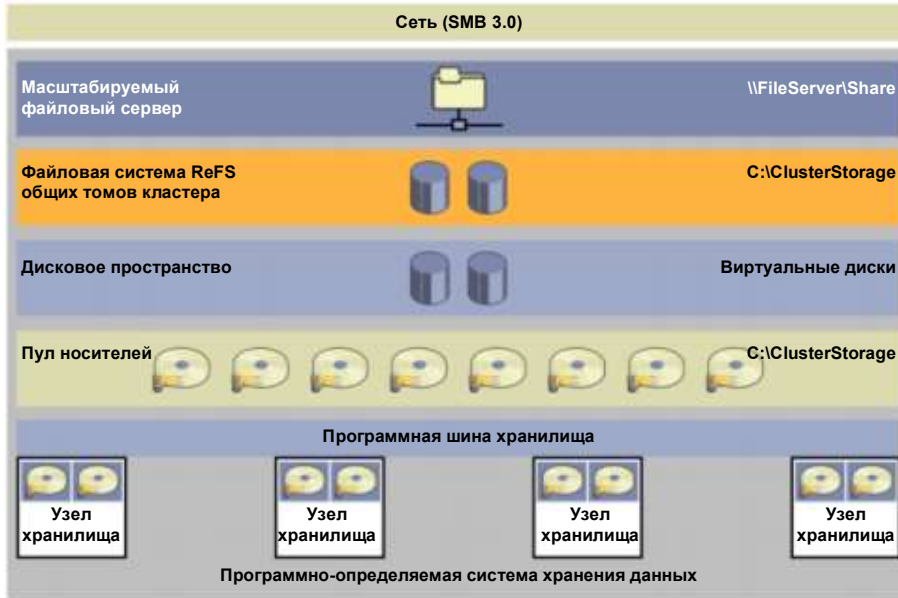 Сеть (SMB 3.0)
Масштабируемый
файловый сервер
\\FileServer\Share
Файловая система ReFS
общих томов кластера
C:\ClusterStorage
Дисковое пространство
Виртуальные диски
Пул носителей
C:\ClusterStorage
Программная шина хранилища
Узел
хранилища
Узел
хранилища
Узел
хранилища
Узел
хранилища
Программно-определяемая система хранения данных